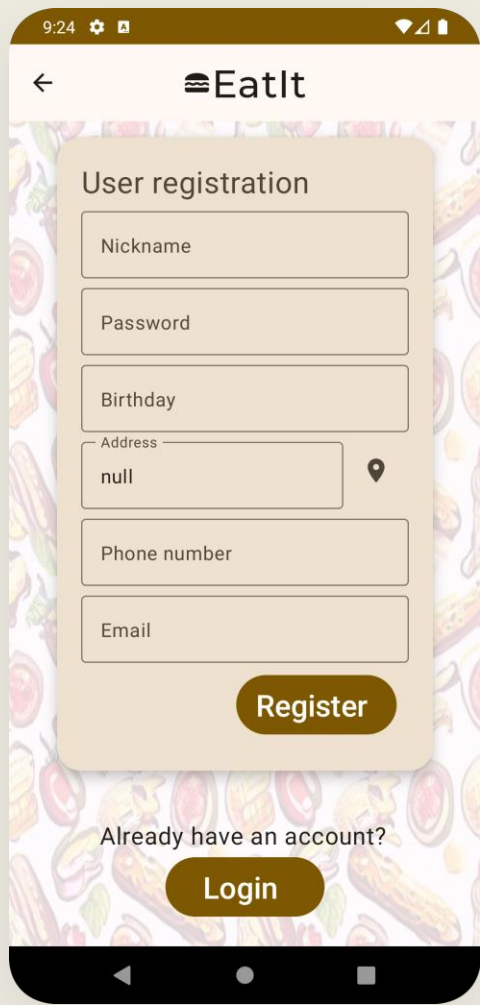 9:24
EatIt
User registration
Nickname
Password
Birthday
Address
null
Phone number
Email
Register
Already have an account?
Login